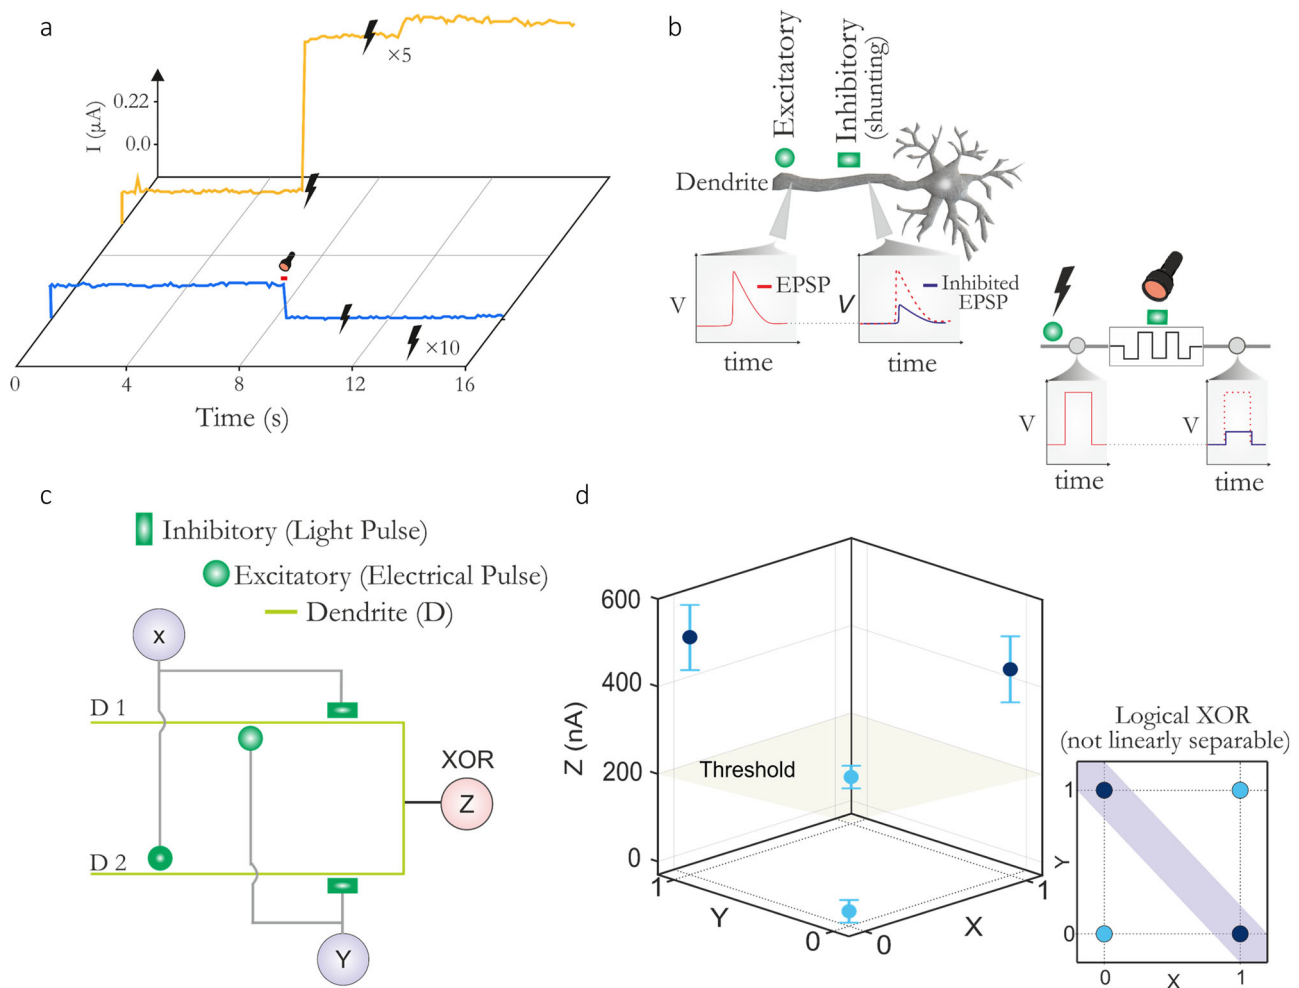 a
I (µA)
0.22
0.0
×5
×10
0
4
8
12
16
Time (s)
b
Excitatory
Inhibitory
(shunting)
Dendrite
V
EPSP
time
V
Inhibited
EPSP
time
V
time
V
time
c
Inhibitory (Light Pulse)
Excitatory (Electrical Pulse)
Dendrite (D)
x
D 1
XOR
Z
D 2
Y
d
600
400
200
0
Z (nA)
Threshold
1
Y
0
0
X
1
Logical XOR
(not linearly separable)
1
Y
0
0
X
1